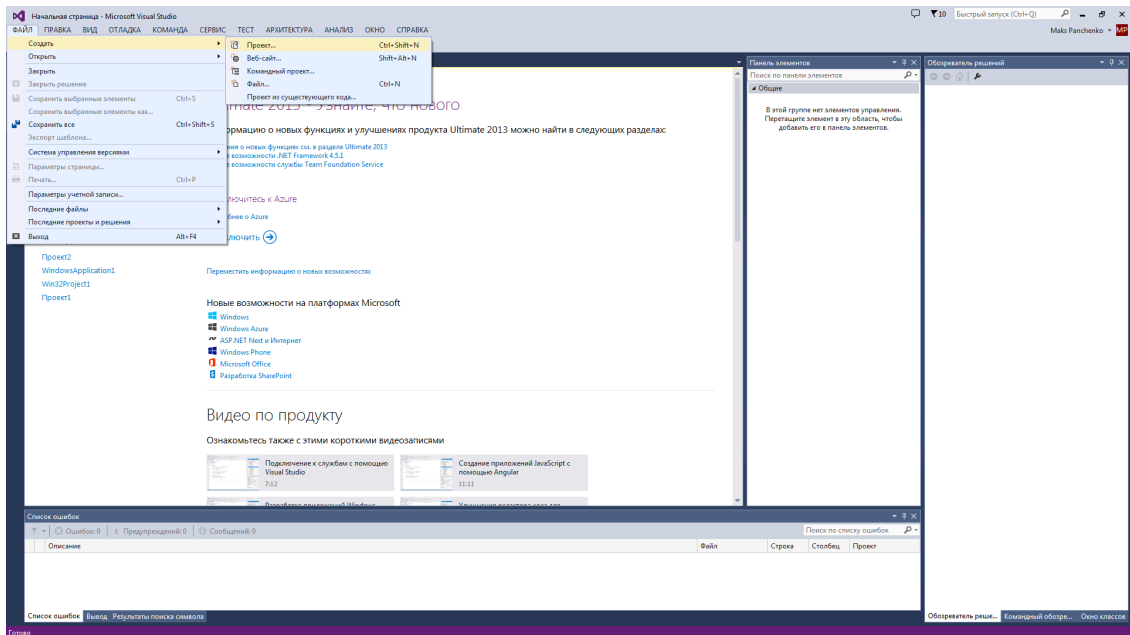 Начальная страница - Microsoft Visual Studio
10
Быстрый запуск (Ctrl+Q)
ФАЙЛ ПРАВКА ВИД ОТЛАДКА КОМАНДА СЕРВИС ТЕСТ АРХИТЕКТУРА АНАЛИЗ ОКНО СПРАВКА
Maks Panchenko
MP
Создать
Открыть
Закрыть
Закрыть решение
Сохранить выбранные элементы Ctrl+S
Сохранить выбранные элементы как...
Сохранить все Ctrl+Shift+S
Экспорт шаблона...
Система управления версиями
Параметры страницы...
Печать... Ctrl+P
Параметры учетной записи...
Последние файлы
Последние проекты и решения
Выход Alt+F4
Проект... Ctrl+Shift+N
Веб-сайт... Shift+Alt+N
Командный проект...
Файл... Ctrl+N
Проект из существующего кода...
Проект2
WindowsApplication1
Win32Project1
Проект1
2013 - Узнайте, что нового
о новых функциях и улучшениях продукта Ultimate 2013 можно найти в следующих разделах:
о новых функциях см. в разделе Ultimate 2013
возможности .NET Framework 4.5.1
возможности службы Team Foundation Service
к Azure
о Azure
Переместить информацию о новых возможностях
Новые возможности на платформах Microsoft
Windows
Windows Azure
ASP.NET Next и Интернет
Windows Phone
Microsoft Office
Разработка SharePoint
Видео по продукту
Ознакомьтесь также с этими короткими видеозаписями
Подключение к службам с помощью
Visual Studio
7:12
Создание приложений JavaScript с
помощью Angular
11:11
Панель элементов
Поиск по панели элементов
Общие
В этой группе нет элементов управления.
Перетащите элемент в эту область, чтобы
добавить его в панель элементов.
Обозреватель решений
Список ошибок
Ошибок: 0 Предупреждений: 0 Сообщений: 0
Поиск по списку ошибок
Описание Файл Строка Столбец Проект
Список ошибок Вывод Результаты поиска символа
Обозреватель реше... Командный обозре... Окно классов
Готово